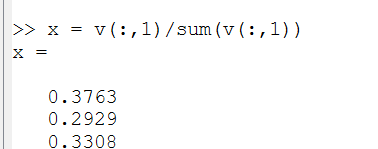 >> x = v(:,1)/sum(v(:,1))
x =
0.3763
0.2929
0.3308